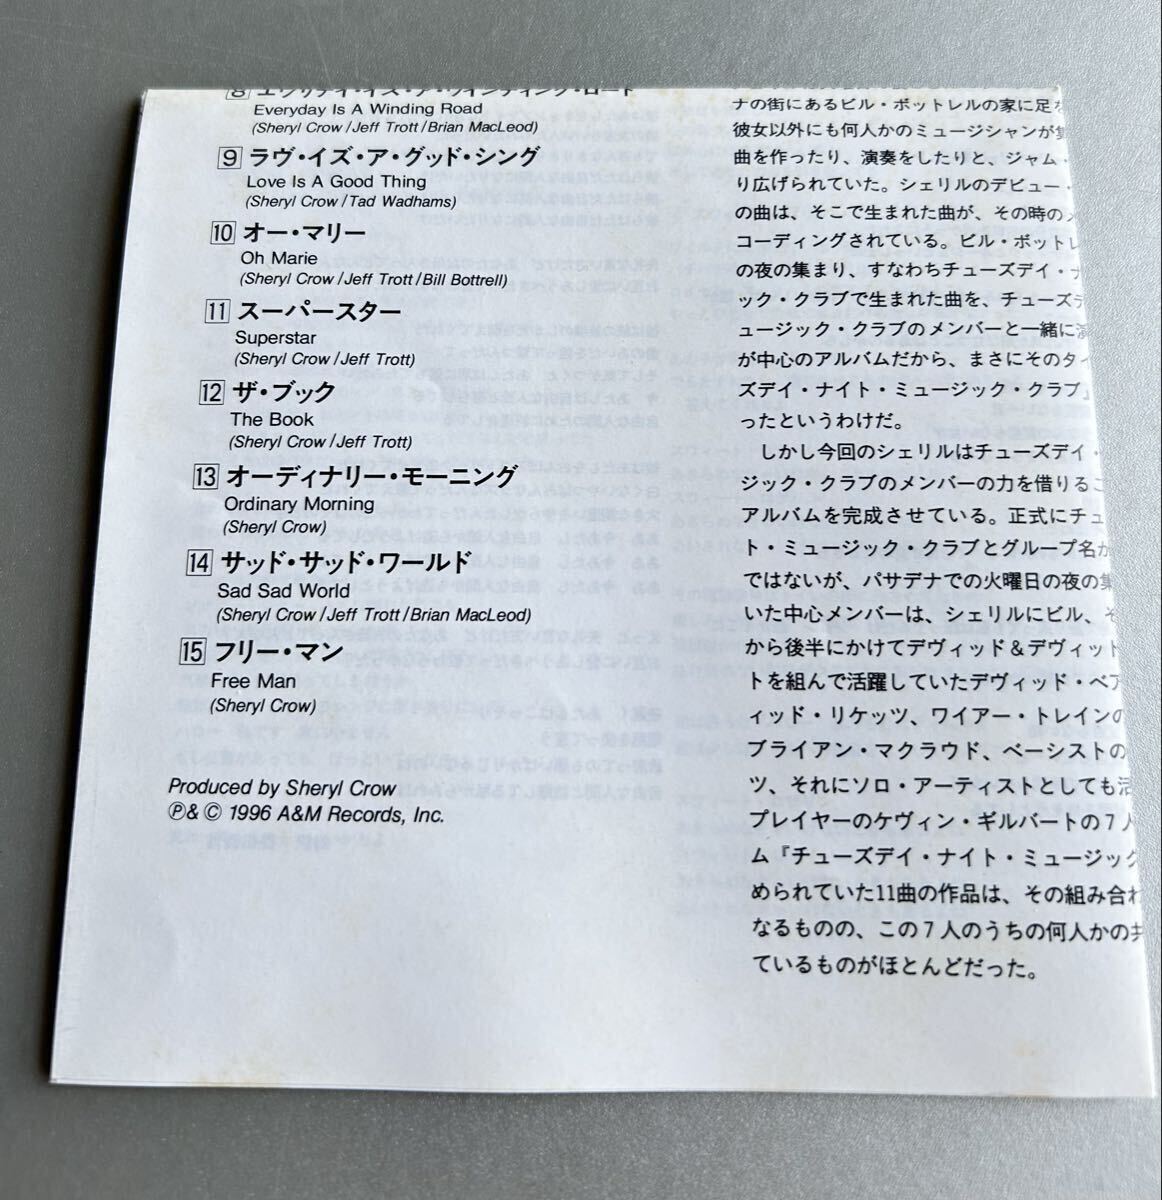 8 エヴリデイ・イズ・ア・ワインディング・ロード
Everyday Is A Winding Road
(Sheryl Crow/Jeff Trott/Brian MacLeod)
9 ラヴ・イズ・ア・グッド・シング
Love Is A Good Thing
(Sheryl Crow/Tad Wadhams)
10 オー・マリー
Oh Marie
(Sheryl Crow/Jeff Trott/Bill Bottrell)
11 スーパースター
Superstar
(Sheryl Crow/Jeff Trott)
12 ザ・ブック
The Book
(Sheryl Crow/Jeff Trott)
13 オーディナリー・モーニング
Ordinary Morning
(Sheryl Crow)
14 サッド・サッド・ワールド
Sad Sad World
(Sheryl Crow/Jeff Trott/Brian MacLeod)
15 フリー・マン
Free Man
(Sheryl Crow)
Produced by Sheryl Crow
Ⓟ&Ⓒ 1996 A&M Records, Inc.
ナの街にあるビル・ボットレルの家に足を
彼女以外にも何人かのミュージシャンが集
曲を作ったり、演奏をしたりと、ジャム・
り広げられていた。シェリルのデビュー・
の曲は、そこで生まれた曲が、その時のメ
コーディングされている。ビル・ボットレ
の夜の集まり、すなわちチューズデイ・ナ
ック・クラブで生まれた曲を、チューズデ
ュージック・クラブのメンバーと一緒に演
が中心のアルバムだから、まさにそのタイ
ズデイ・ナイト・ミュージック・クラブ』
ったというわけだ。
しかし今回のシェリルはチューズデイ・
ジック・クラブのメンバーの力を借りるこ
アルバムを完成させている。正式にチュ
ト・ミュージック・クラブとグループ名が
ではないが、パサデナでの火曜日の夜の集
いた中心メンバーは、シェリルにビル、そ
から後半にかけてデヴィッド＆デヴィット
トを組んで活躍していたデヴィッド・ベア
ィッド・リケッツ、ワイアー・トレインの
ブライアン・マクラウド、ベーシストの
ツ、それにソロ・アーティストとしても活
プレイヤーのケヴィン・ギルバートの7人
ム『チューズデイ・ナイト・ミュージック
められていた11曲の作品は、その組み合わ
なるものの、この7人のうちの何人かの共
ているものがほとんどだった。